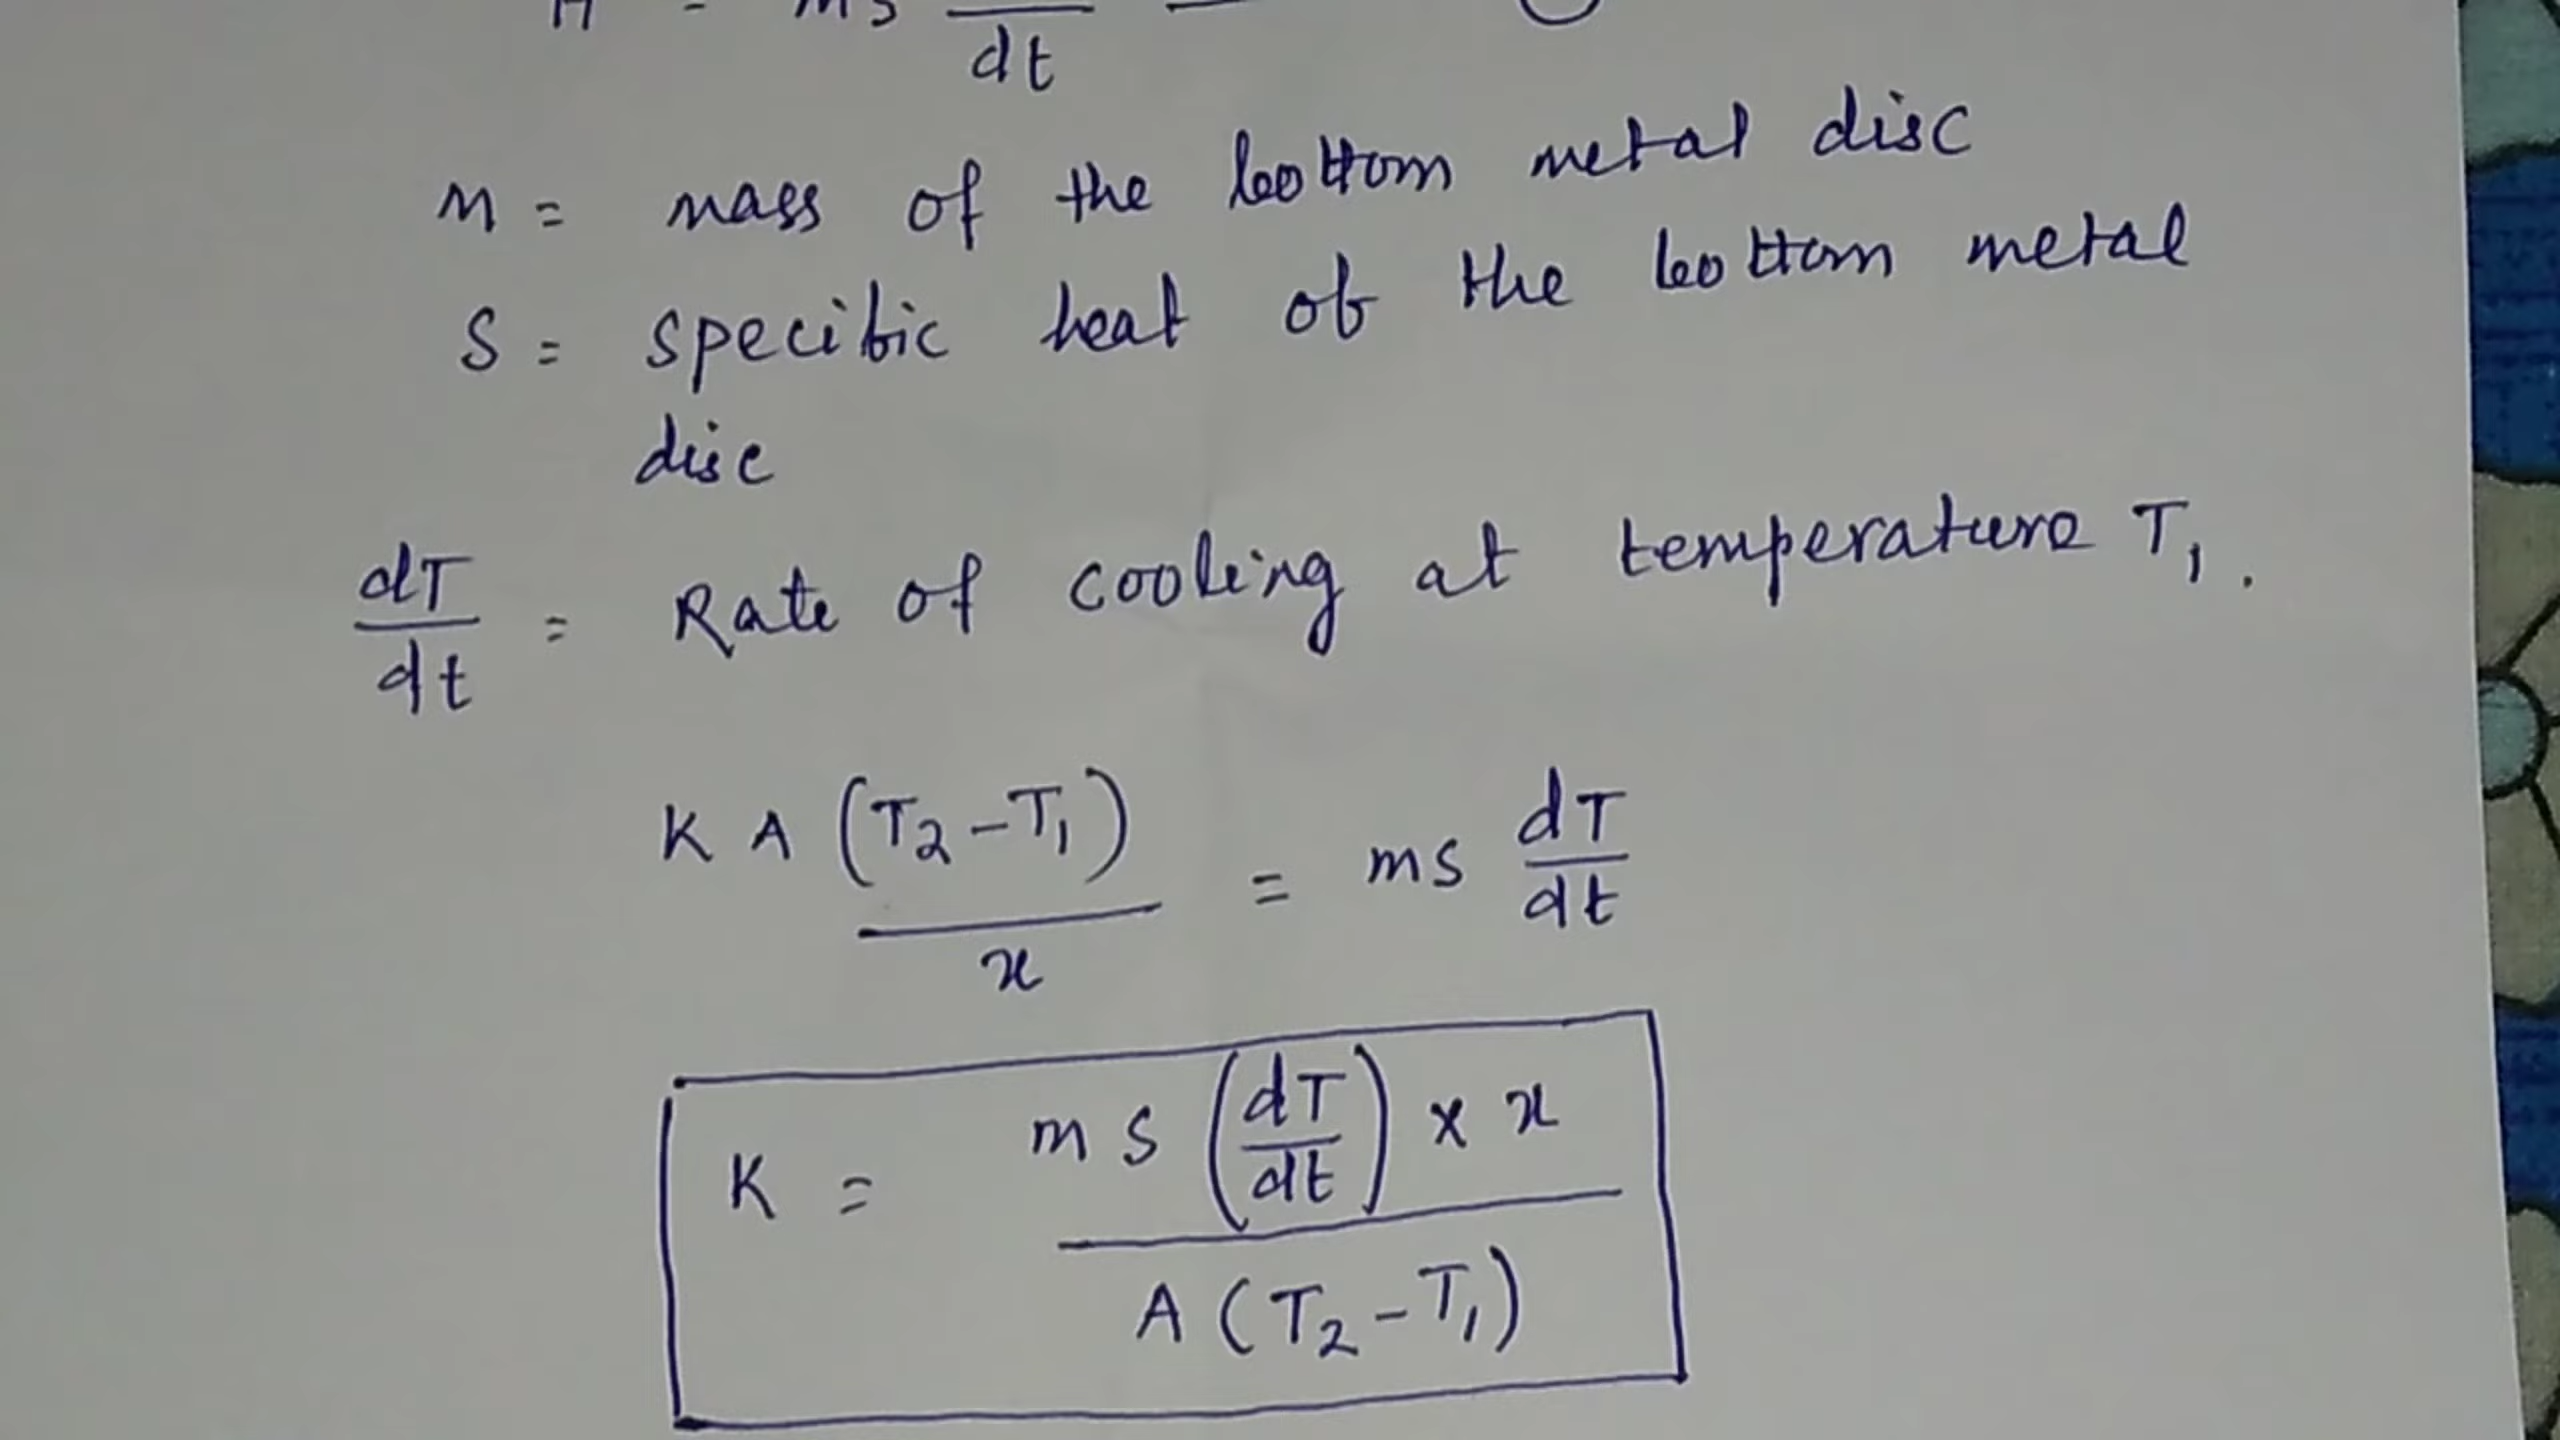 H = ms —/dt — 
m = mass of the bottom metal disc
S = specific heat of the bottom metal
disc
dT/dt = Rate of cooling at temperature T₁.
K A (T₂-T₁)/x = ms dT/dt
K = m s (dT/dt) × x / A (T₂-T₁)